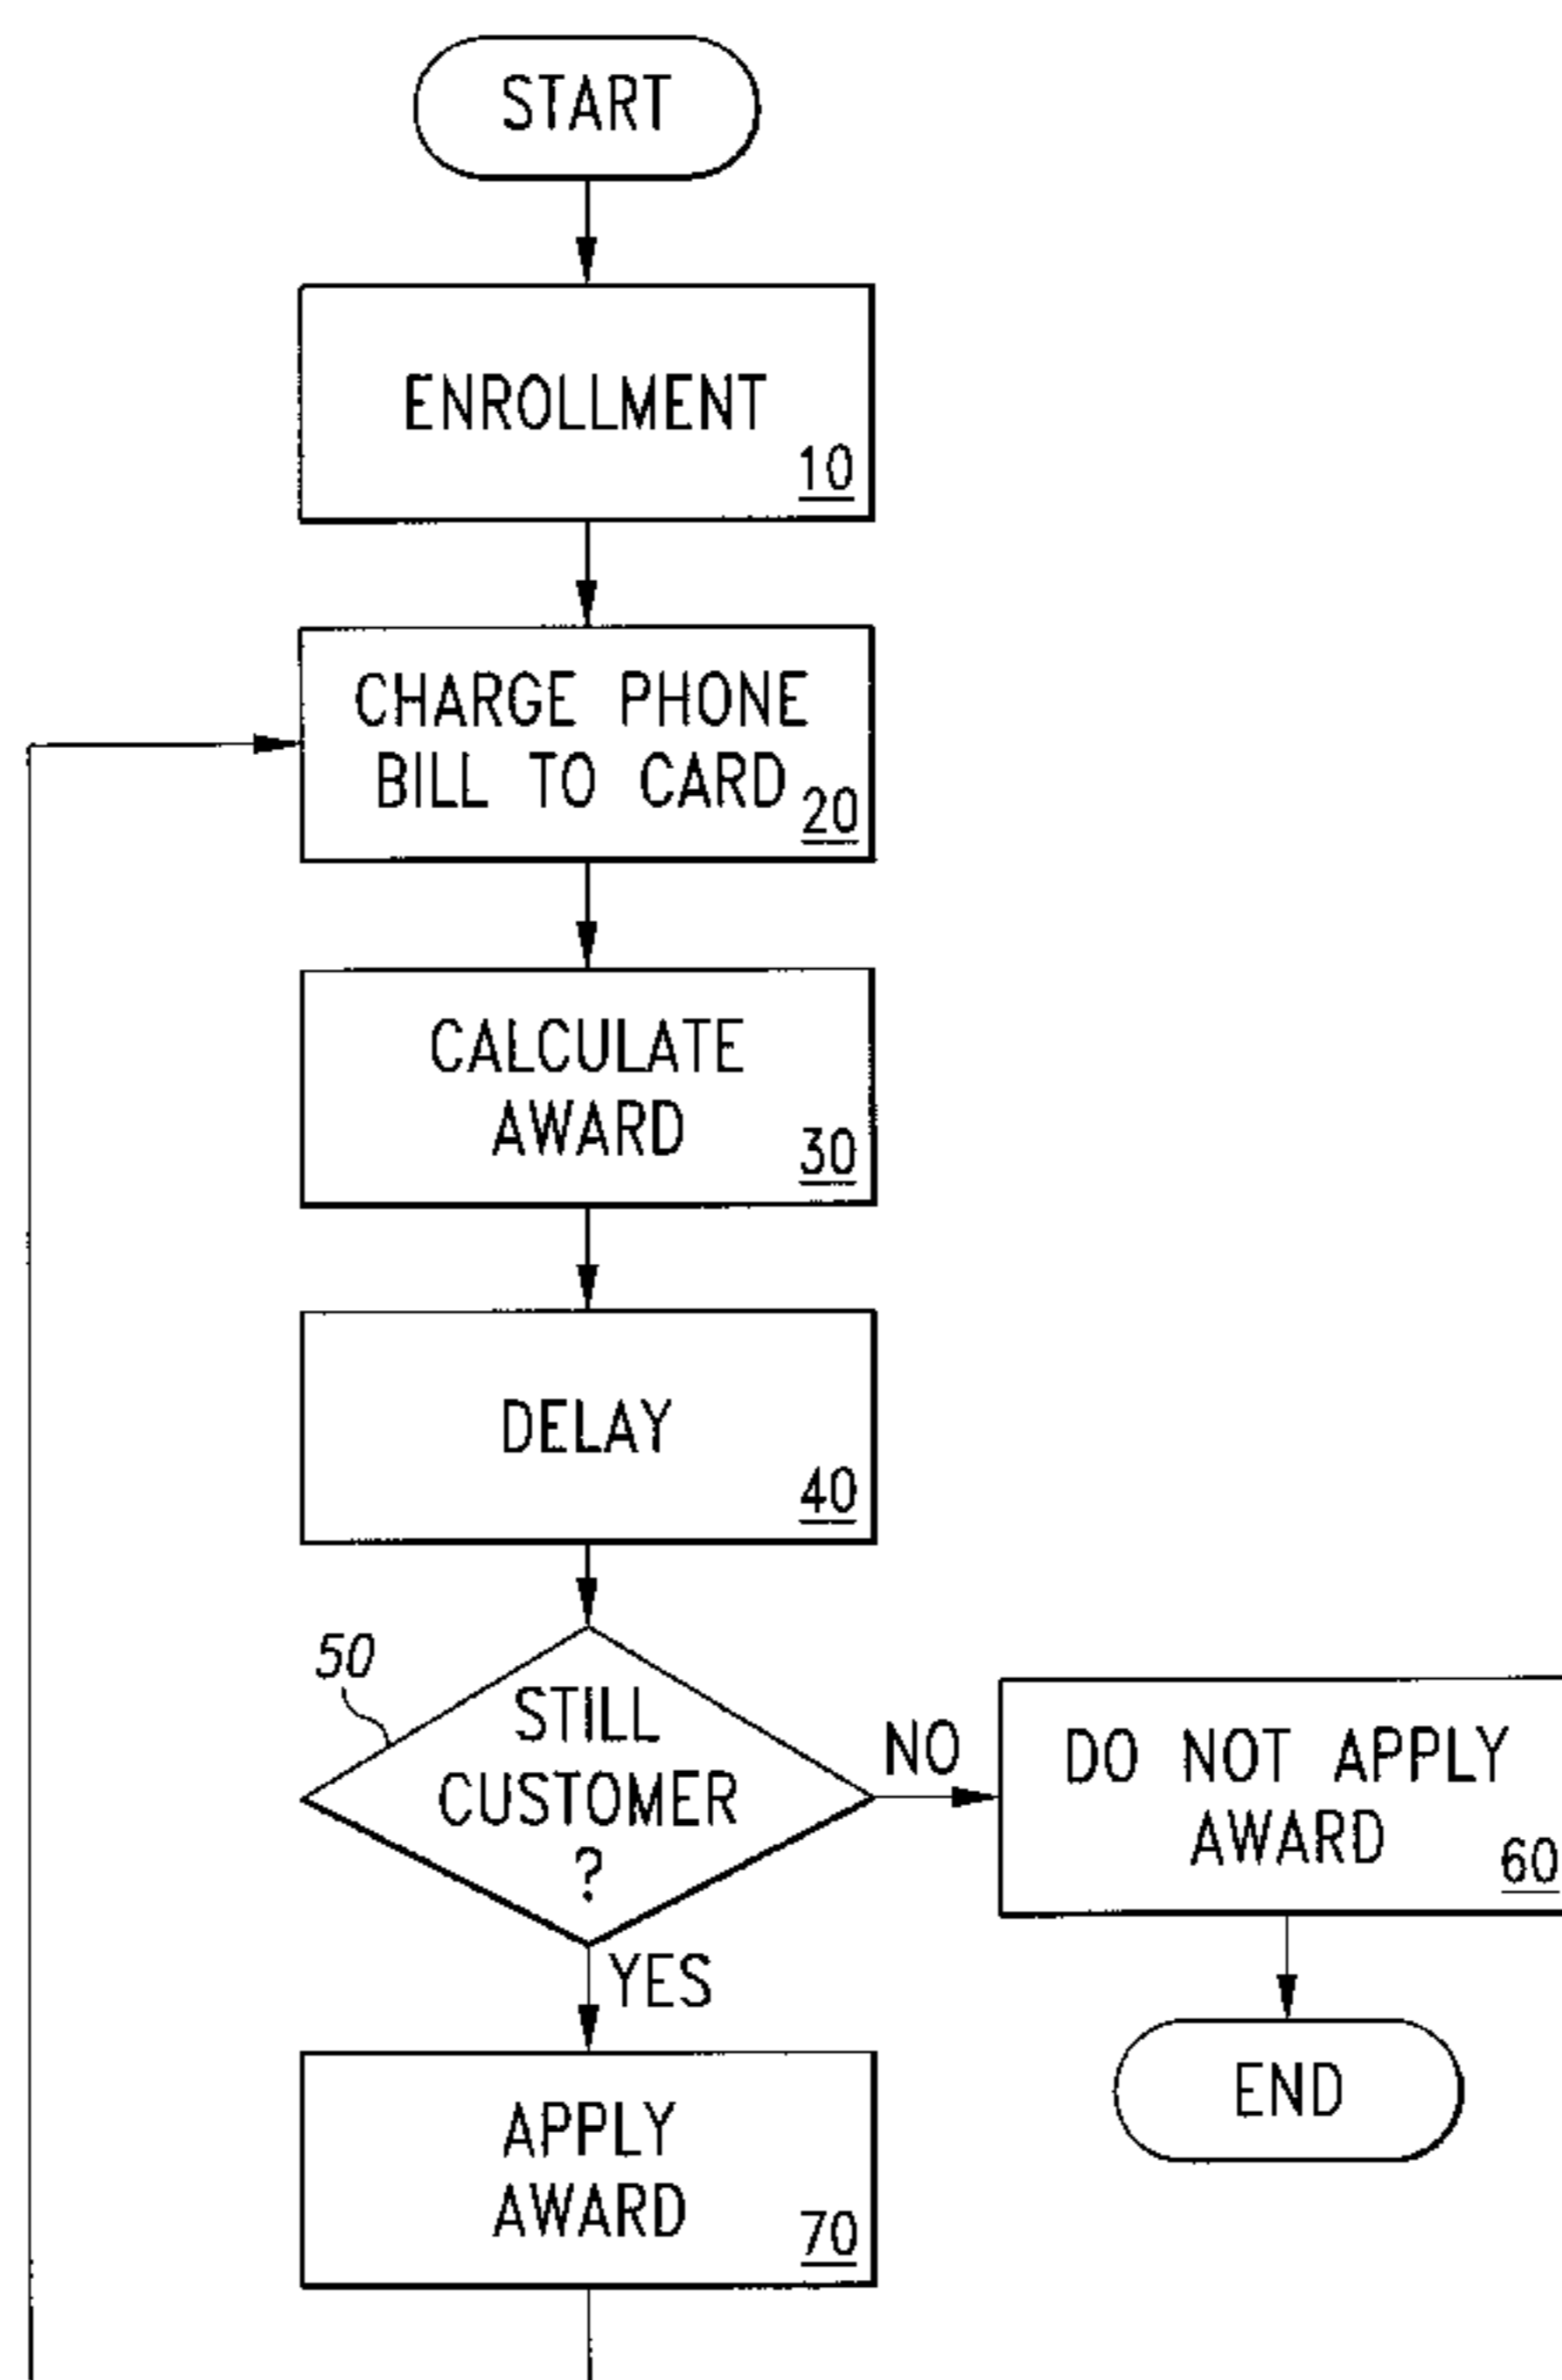 START
ENROLLMENT
10
CHARGE PHONE
BILL TO CARD
20
CALCULATE
AWARD
30
DELAY
40
50
STILL
CUSTOMER
?
NO
DO NOT APPLY
AWARD
60
YES
END
APPLY
AWARD
70